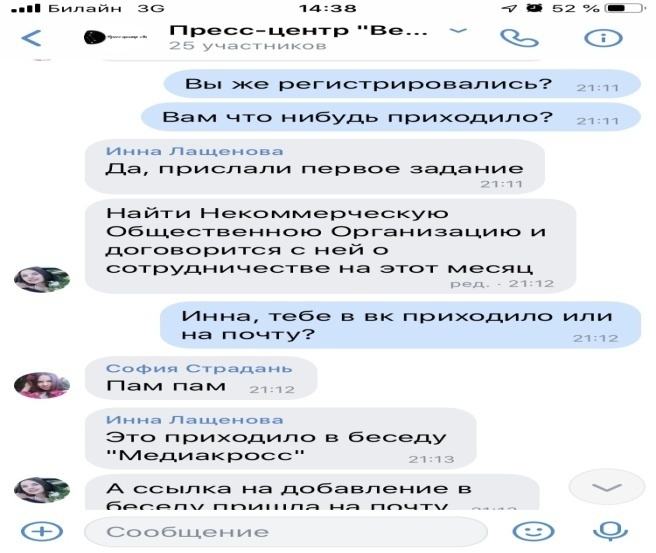 Билайн 3G 14:38 52 %
Пресс-центр "Ве...
25 участников
Вы же регистрировались? 21:11
Вам что нибудь приходило? 21:11
Инна Лащенова
Да, прислали первое задание
21:11
Найти Некоммерческую
Общественною Организацию и
договорится с ней о
сотрудничестве на этот месяц
ред. · 21:12
Инна, тебе в вк приходило или
на почту? 21:12
София Страдань
Пам пам 21:12
Инна Лащенова
Это приходило в беседу
"Медиакросс" 21:13
А ссылка на добавление в
беседу пришла на почту
Сообщение